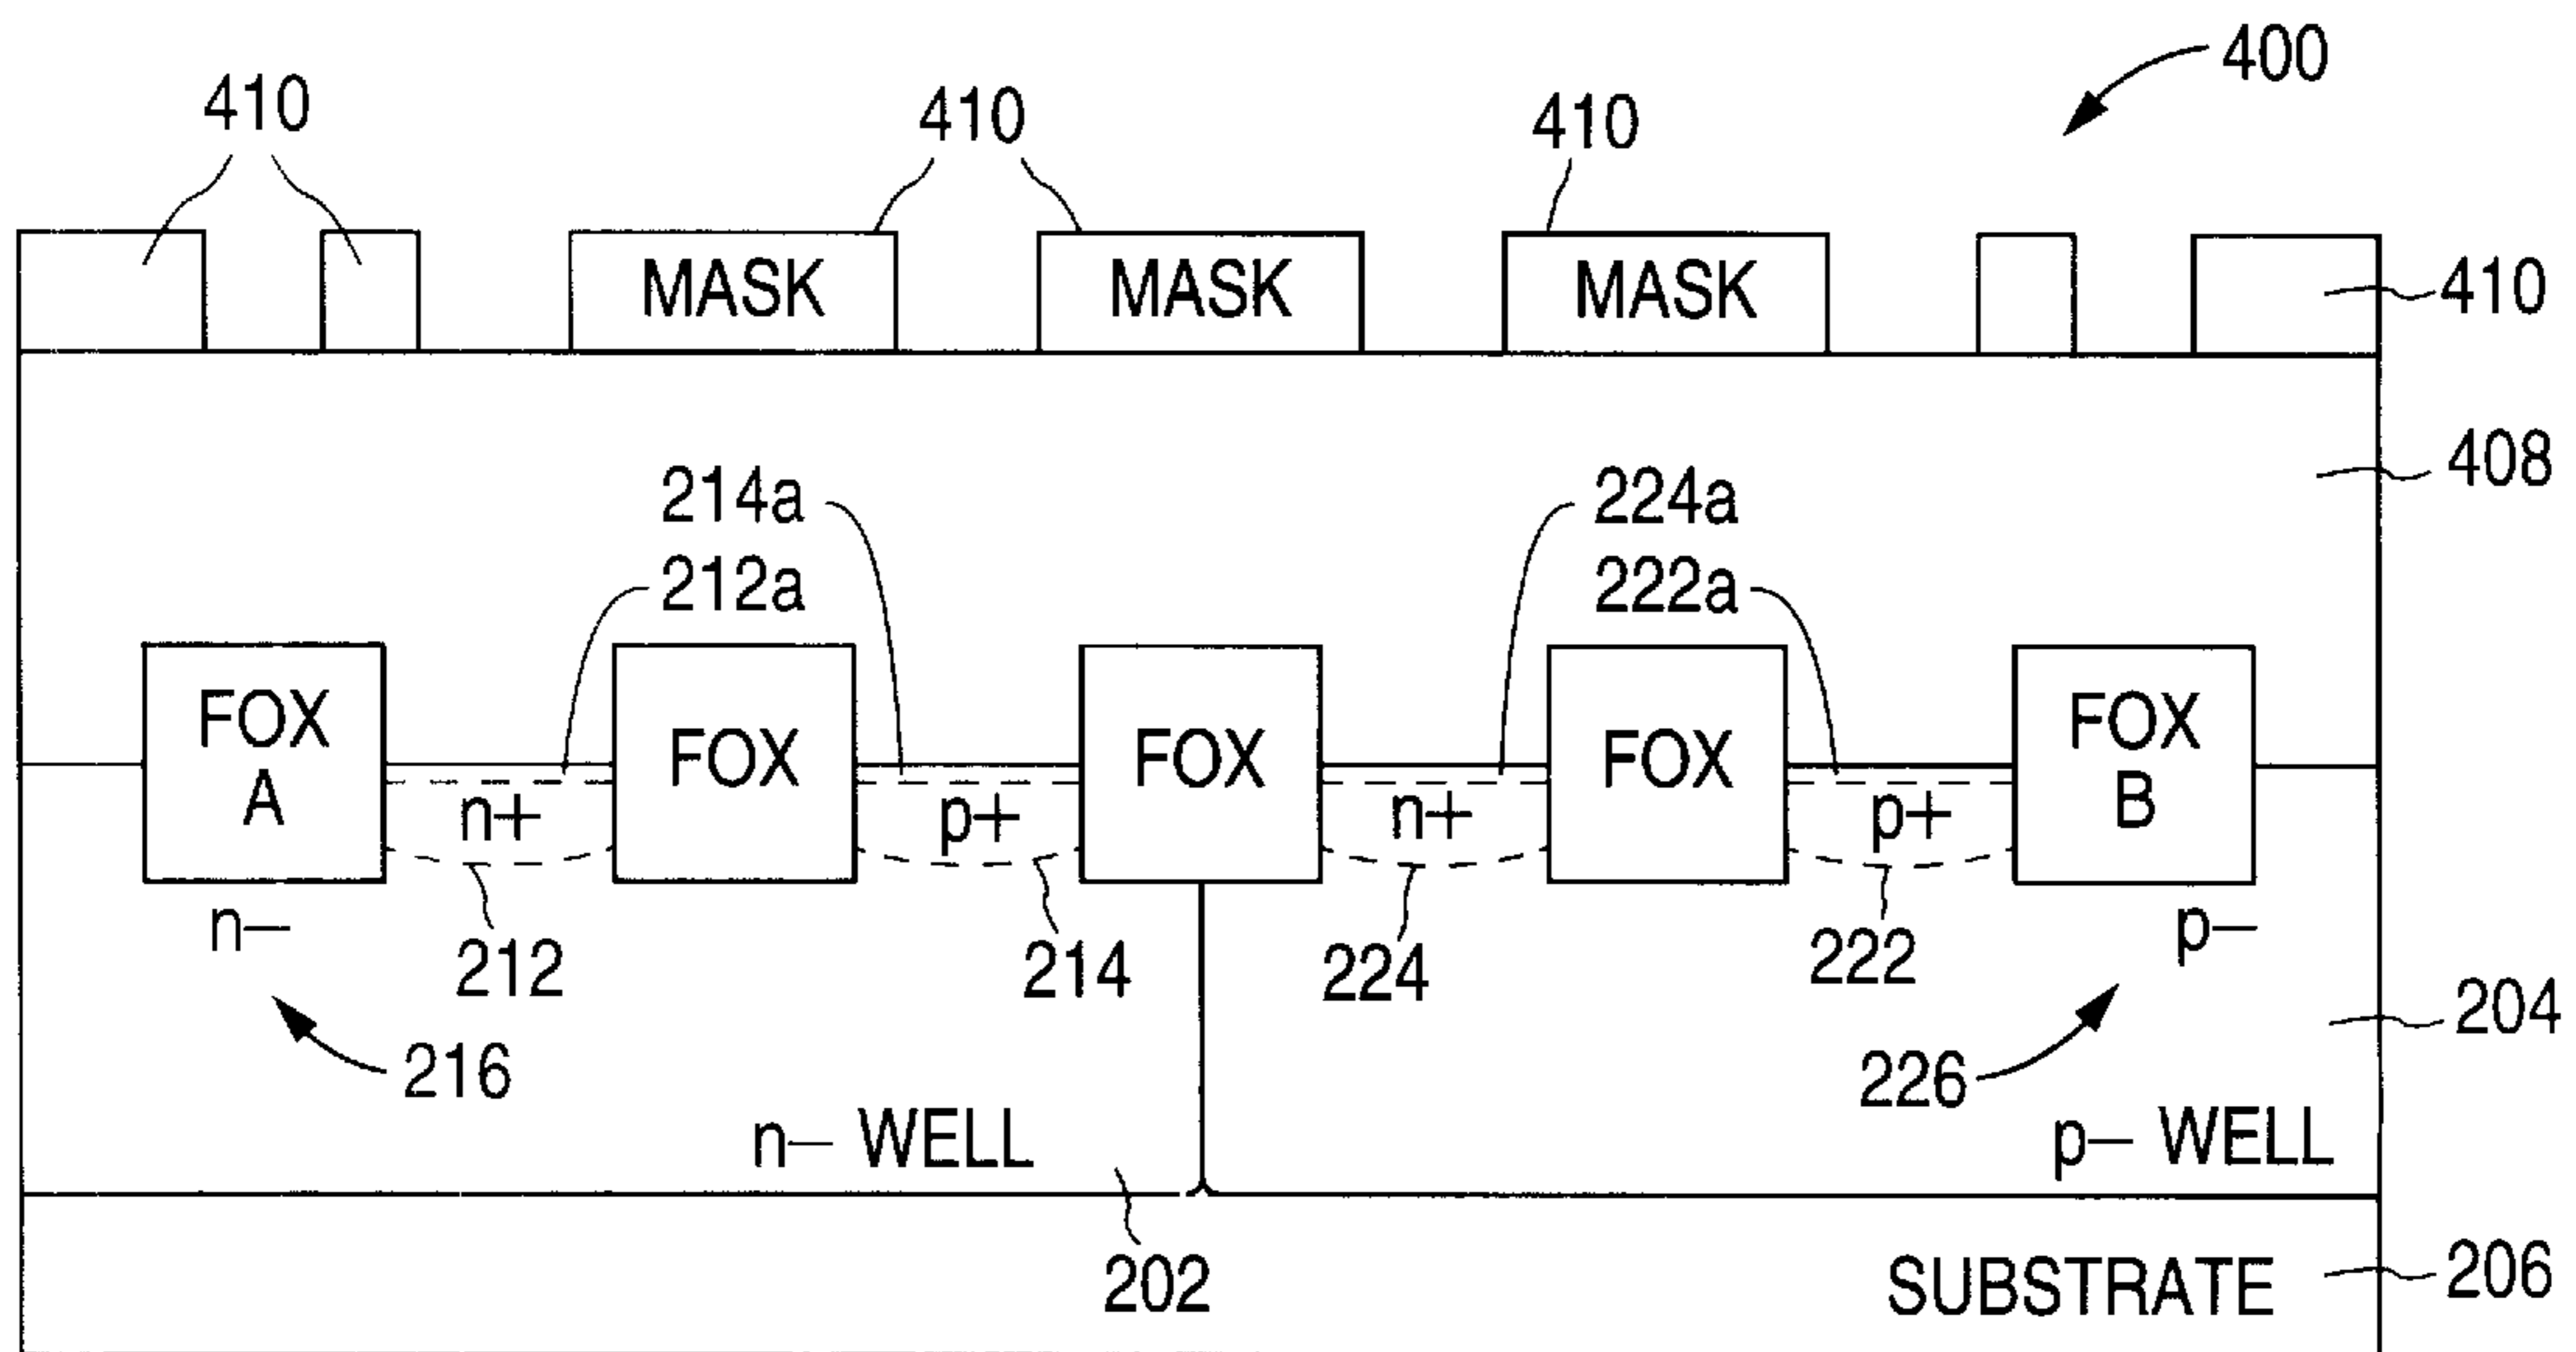 400
410 410 410
MASK MASK MASK 410
408
214a 224a
212a 222a
FOX A FOX FOX FOX FOX B
n+ p+ n+ p+
n– p–
212 214 224 222
204
216 226
n– WELL p– WELL
202 SUBSTRATE 206